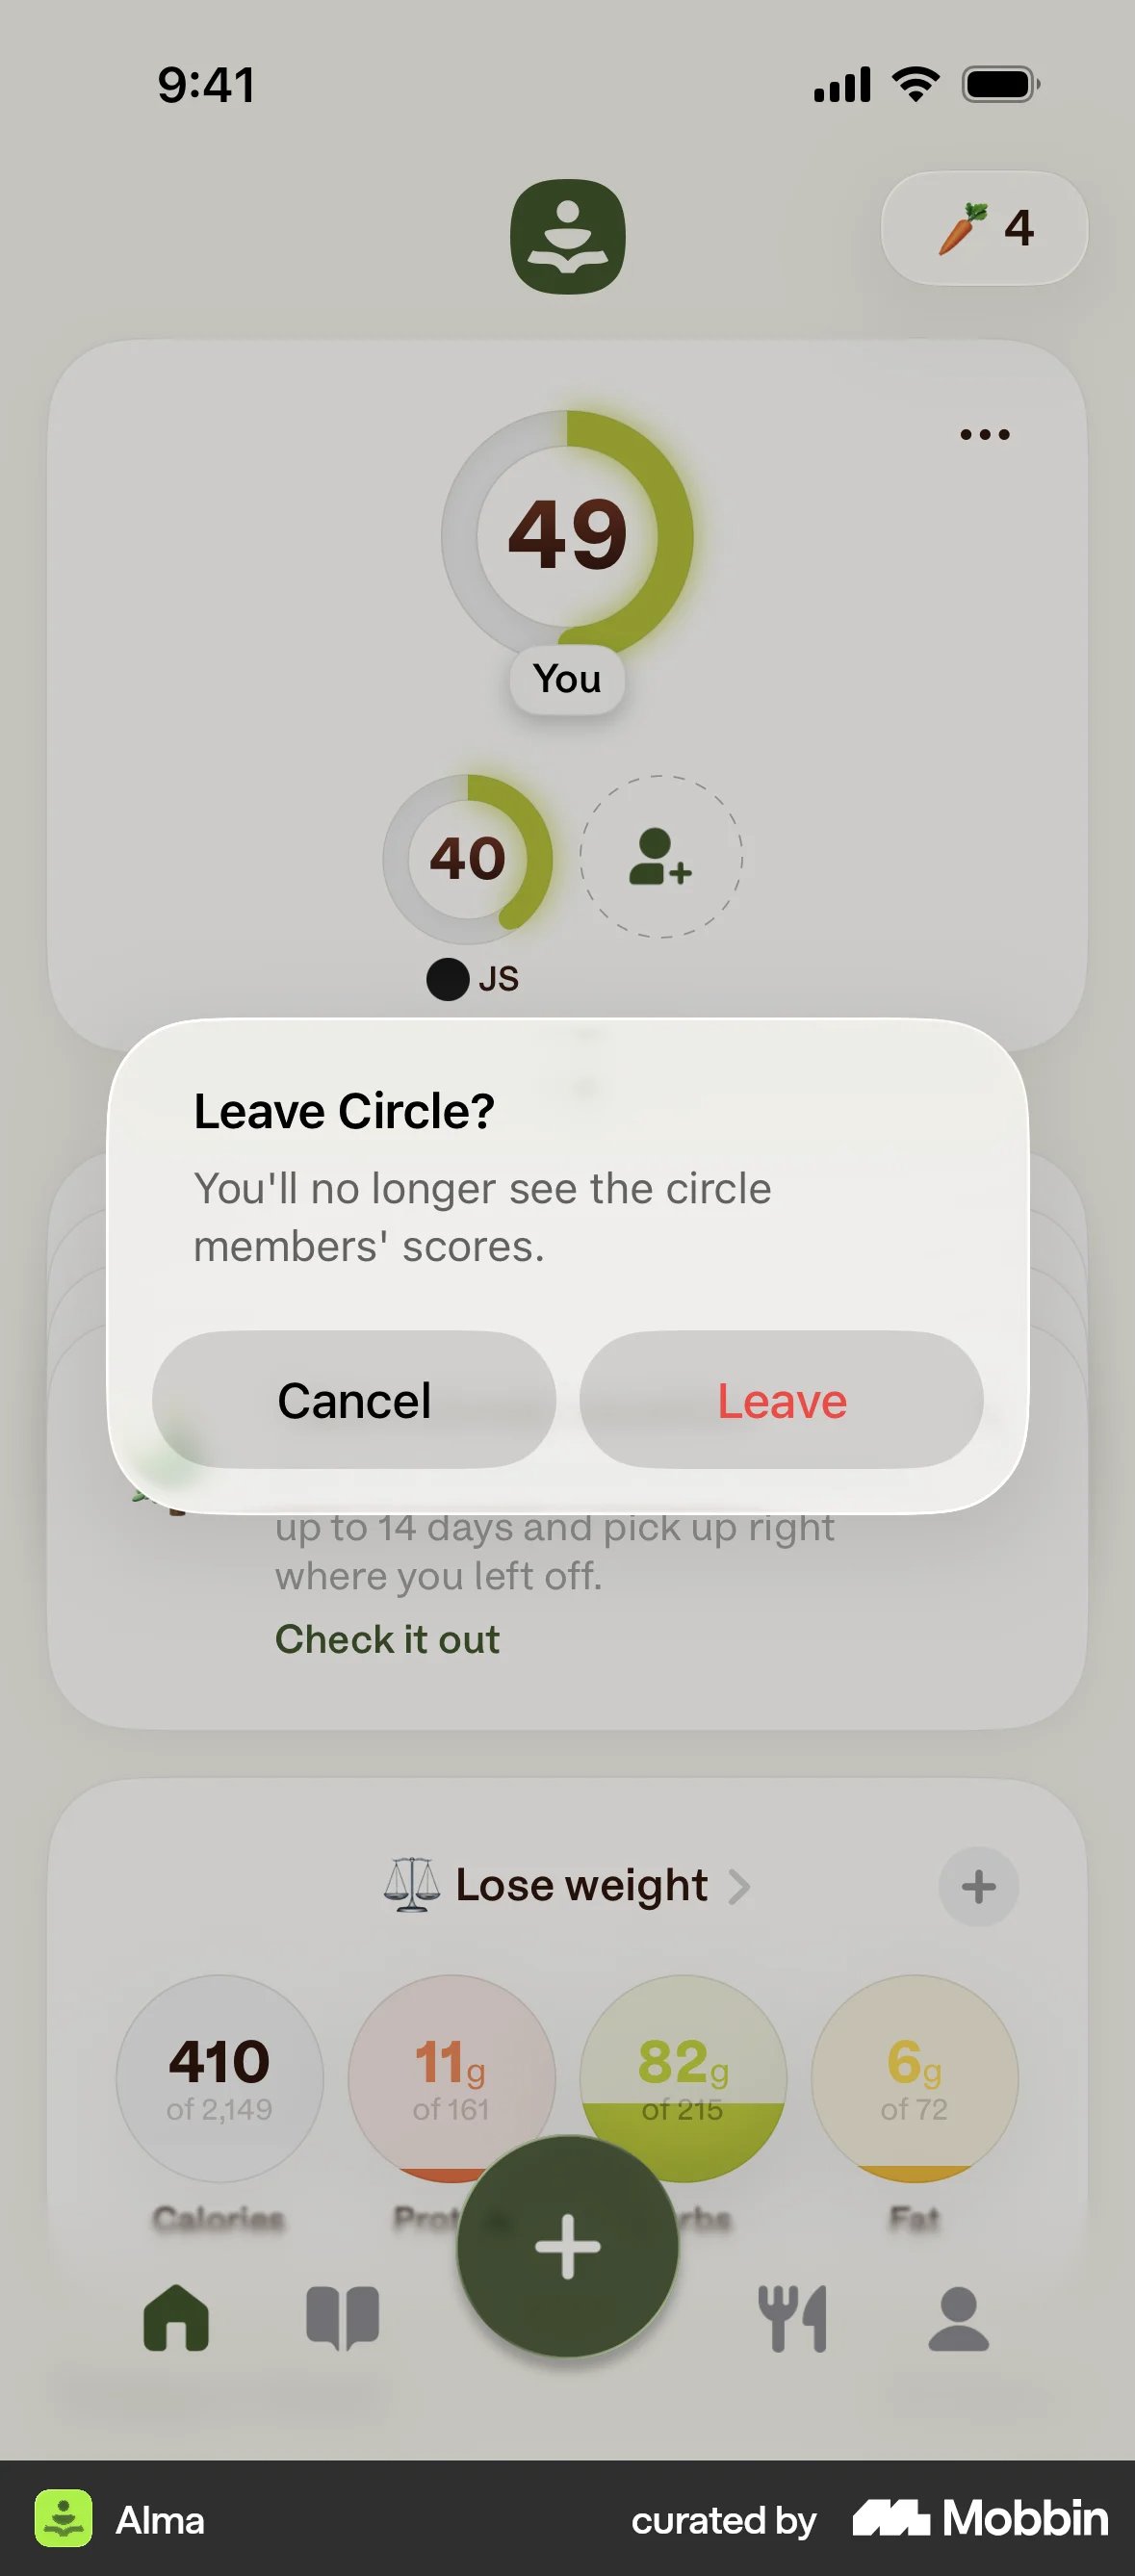 9:41
4
49
You
40
JS
Leave Circle?
You'll no longer see the circle
members' scores.
Cancel
Leave
up to 14 days and pick up right
where you left off.
Check it out
Lose weight
410
of 2,149
11g
of 161
82g
of 215
6g
of 72
Calories
Fat
Alma
curated by
Mobbin